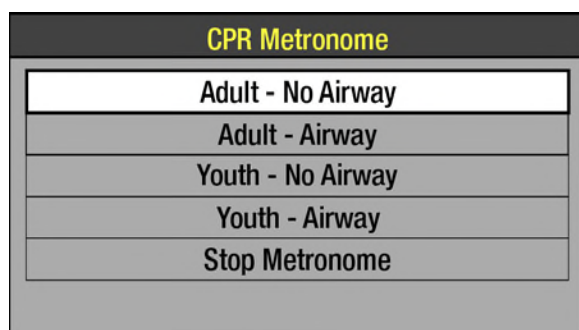 CPR Metronome
Adult - No Airway
Adult - Airway
Youth - No Airway
Youth - Airway
Stop Metronome